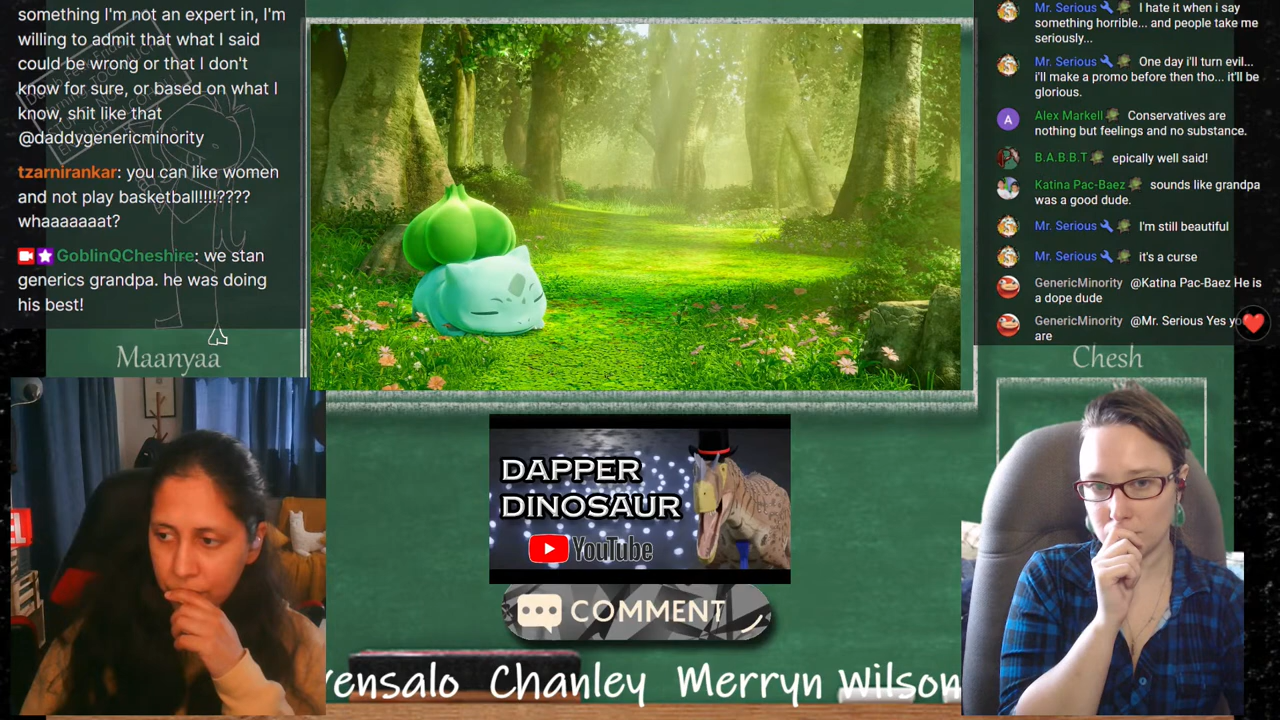 something I'm not an expert in, I'm
willing to admit that what I said
could be wrong or that I don't
know for sure, or based on what I
know, shit like that
@daddygenericminority
tzarnirankar: you can like women
and not play basketball!!!!????
whaaaaaat?
GoblinQCheshire: we stan
generics grandpa. he was doing
his best!
Maanyaa
DAPPER
DINOSAUR
YouTube
COMMENT
ensalo Chanley Merryn Wilson
Mr. Serious I hate it when i say
something horrible... and people take me
seriously...
Mr. Serious One day i'll turn evil...
i'll make a promo before then tho... it'll be
glorious.
A
Alex Markell Conservatives are
nothing but feelings and no substance.
B.A.B.B.T epically well said!
Katina Pac-Baez sounds like grandpa
was a good dude.
Mr. Serious I'm still beautiful
Mr. Serious it's a curse
GenericMinority @Katina Pac-Baez He is
a dope dude
GenericMinority @Mr. Serious Yes yo
are
Chesh